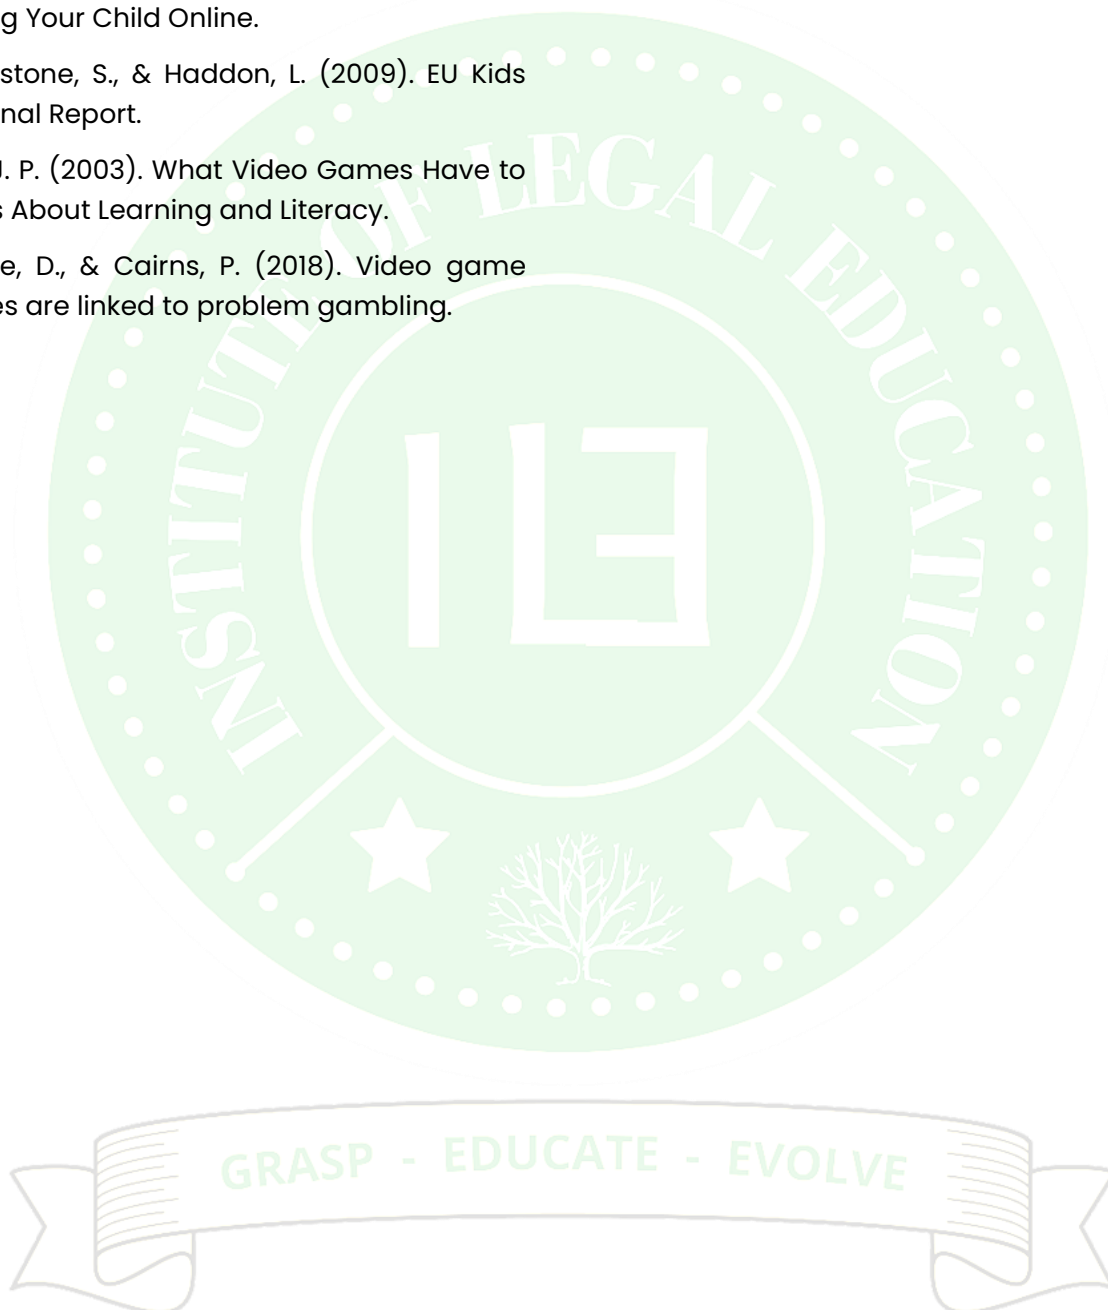 g Your Child Online.
stone, S., & Haddon, L. (2009). EU Kids
nal Report.
J. P. (2003). What Video Games Have to
s About Learning and Literacy.
e, D., & Cairns, P. (2018). Video game
es are linked to problem gambling.
INSTITUTE OF LEGAL EDUCATION
ILE
GRASP - EDUCATE - EVOLVE